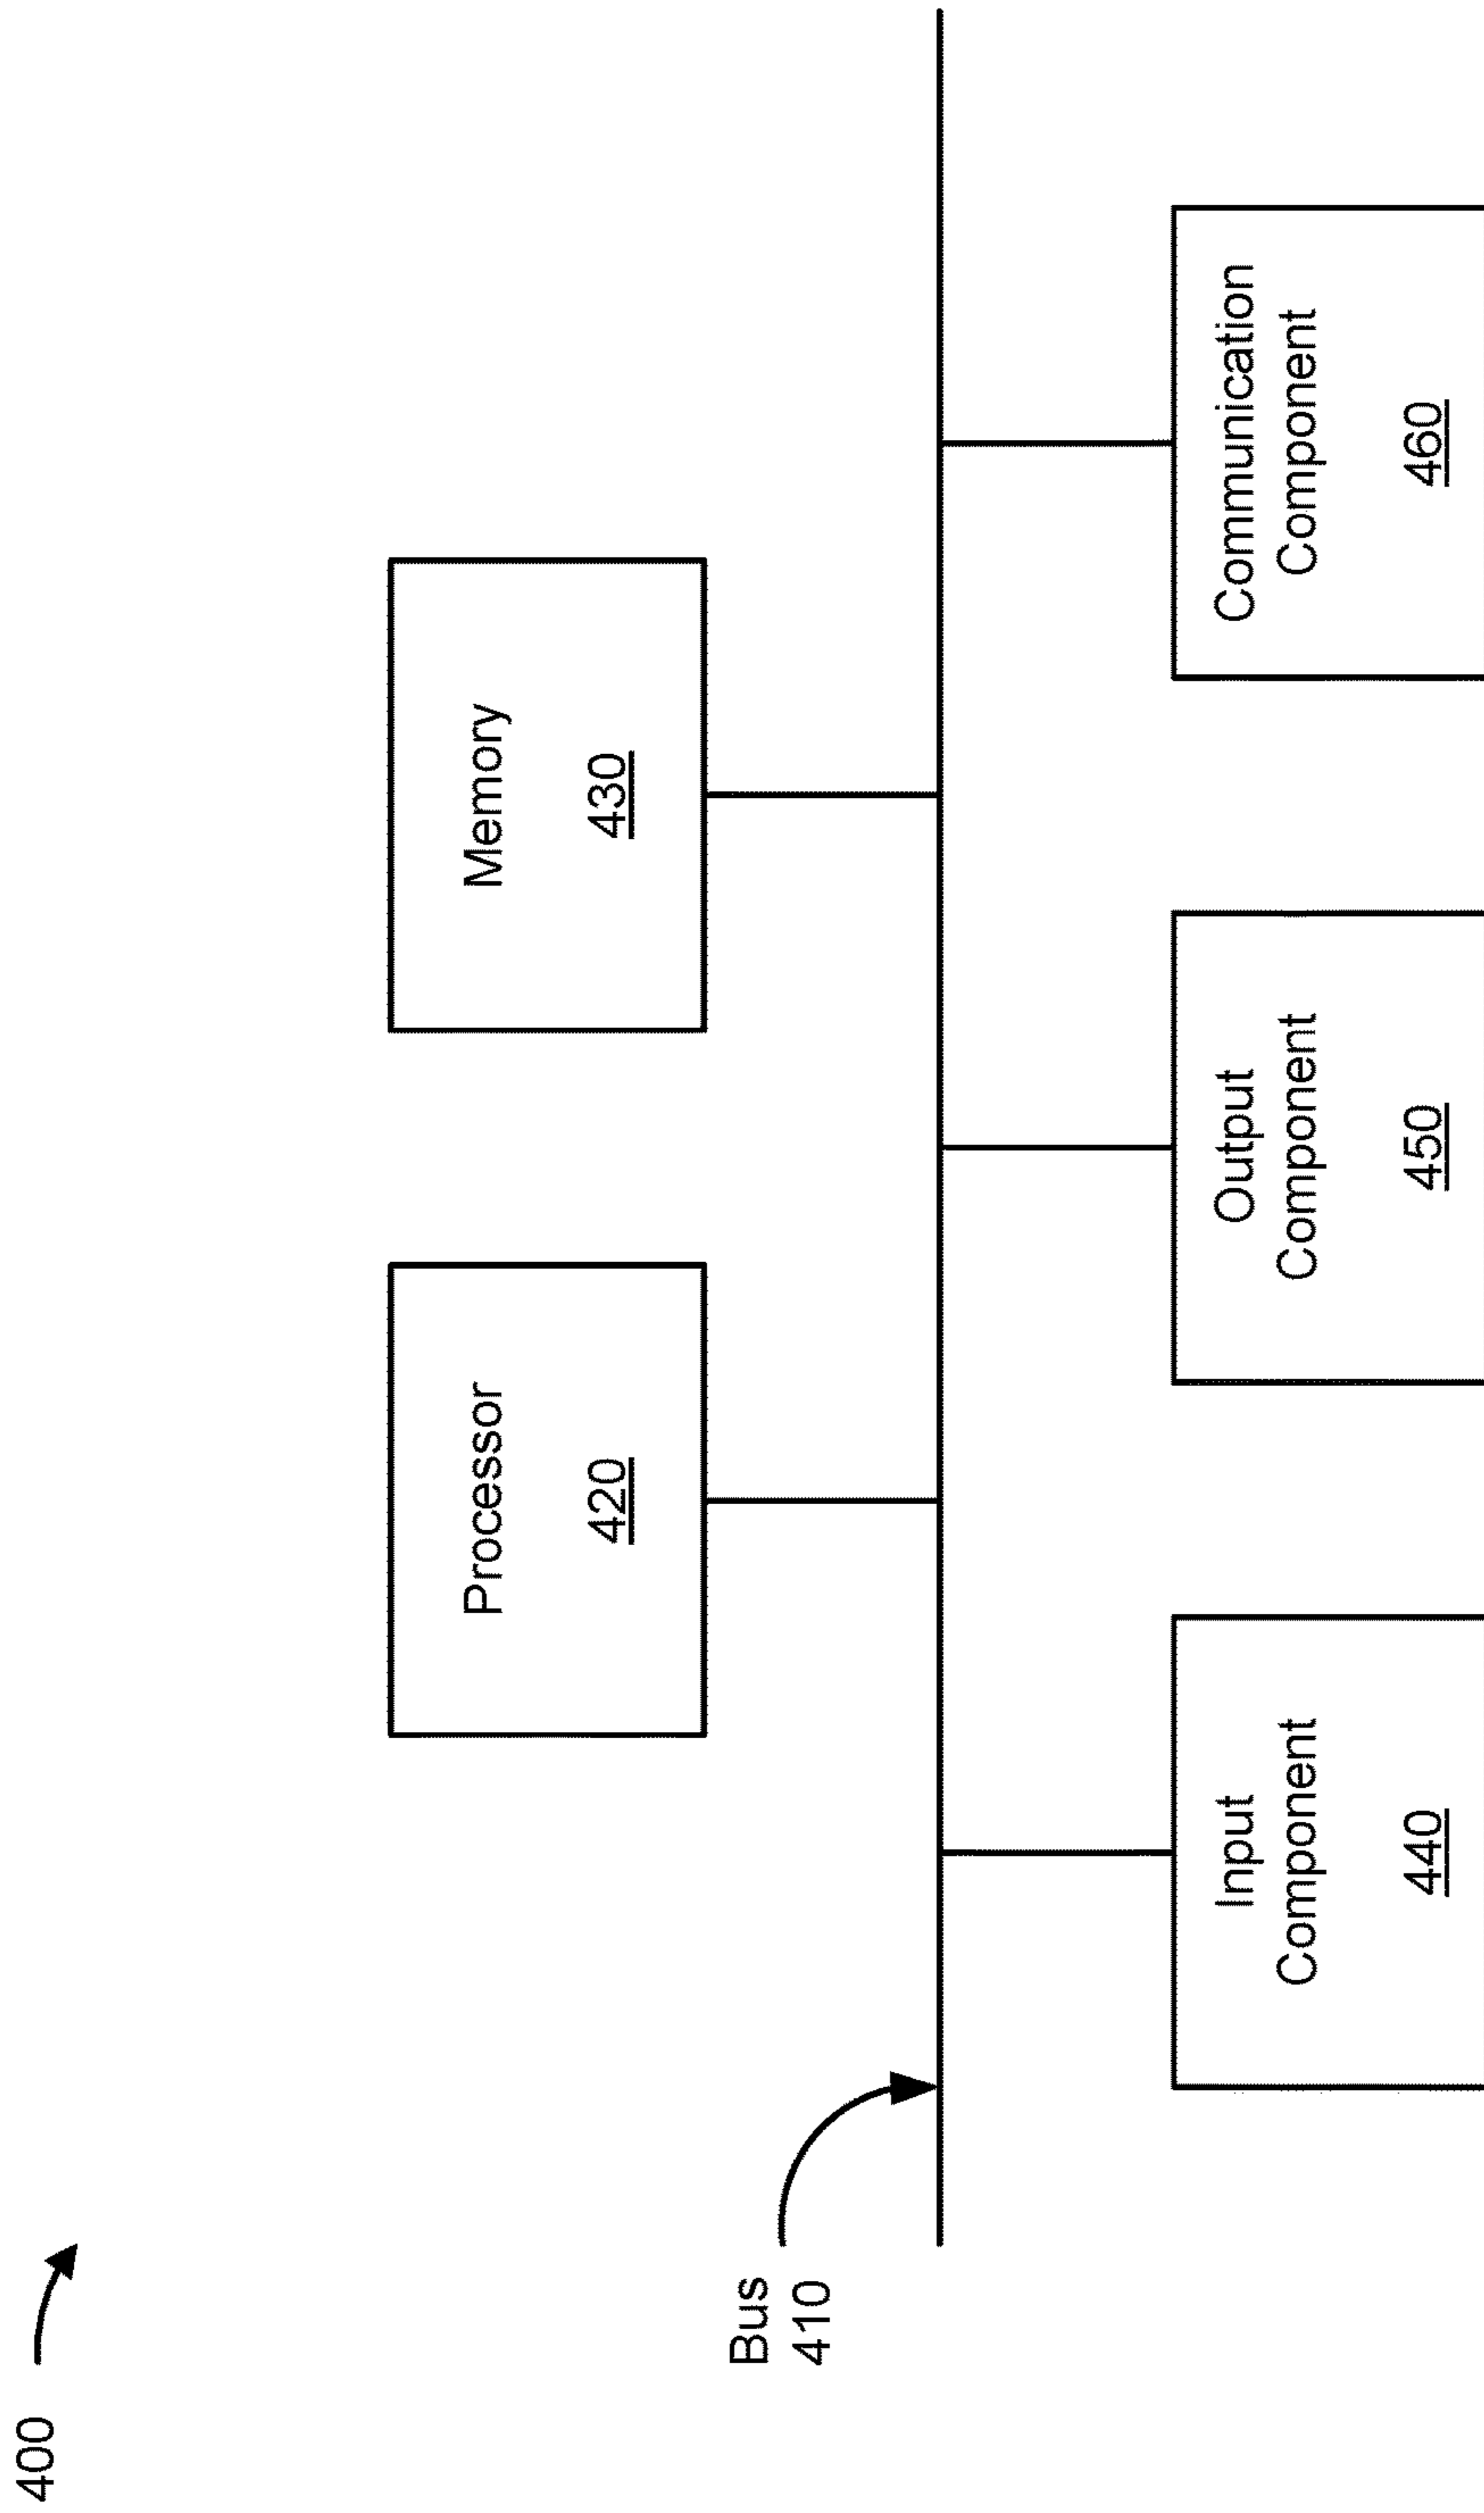 400
Processor
420
Memory
430
Bus
410
Input
Component
440
Output
Component
450
Communication
Component
460